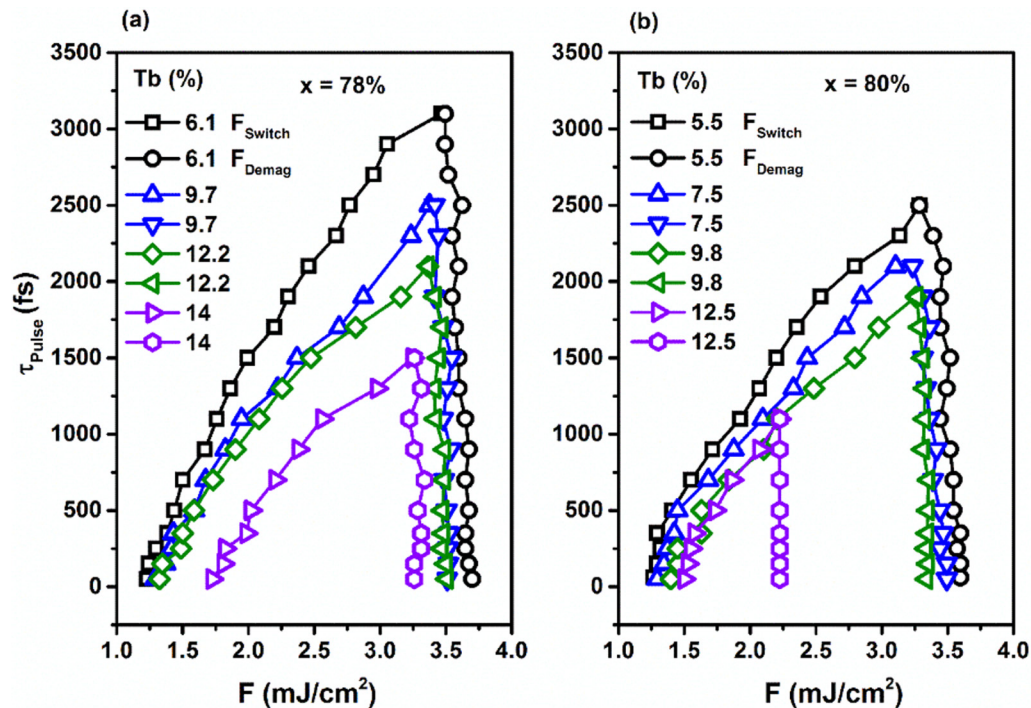 (a)
3500
3000
2500
2000
1500
1000
500
0
τPulse (fs)
Tb (%)
x = 78%
6.1 FSwitch
6.1 FDemag
9.7
9.7
12.2
12.2
14
14
1.0 1.5 2.0 2.5 3.0 3.5 4.0
F (mJ/cm²)
(b)
3500
3000
2500
2000
1500
1000
500
0
Tb (%)
x = 80%
5.5 FSwitch
5.5 FDemag
7.5
7.5
9.8
9.8
12.5
12.5
1.0 1.5 2.0 2.5 3.0 3.5 4.0
F (mJ/cm²)